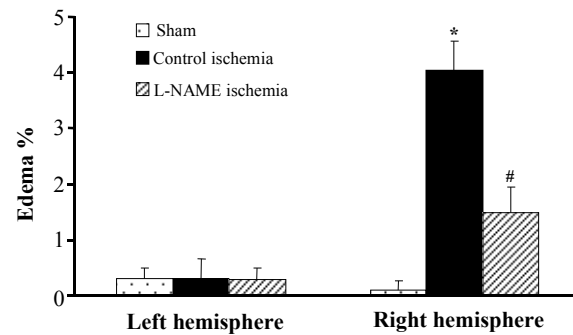 5
4
3
2
1
0
Edema %
Sham
Control ischemia
L-NAME ischemia
*
#
Left hemisphere
Right hemisphere